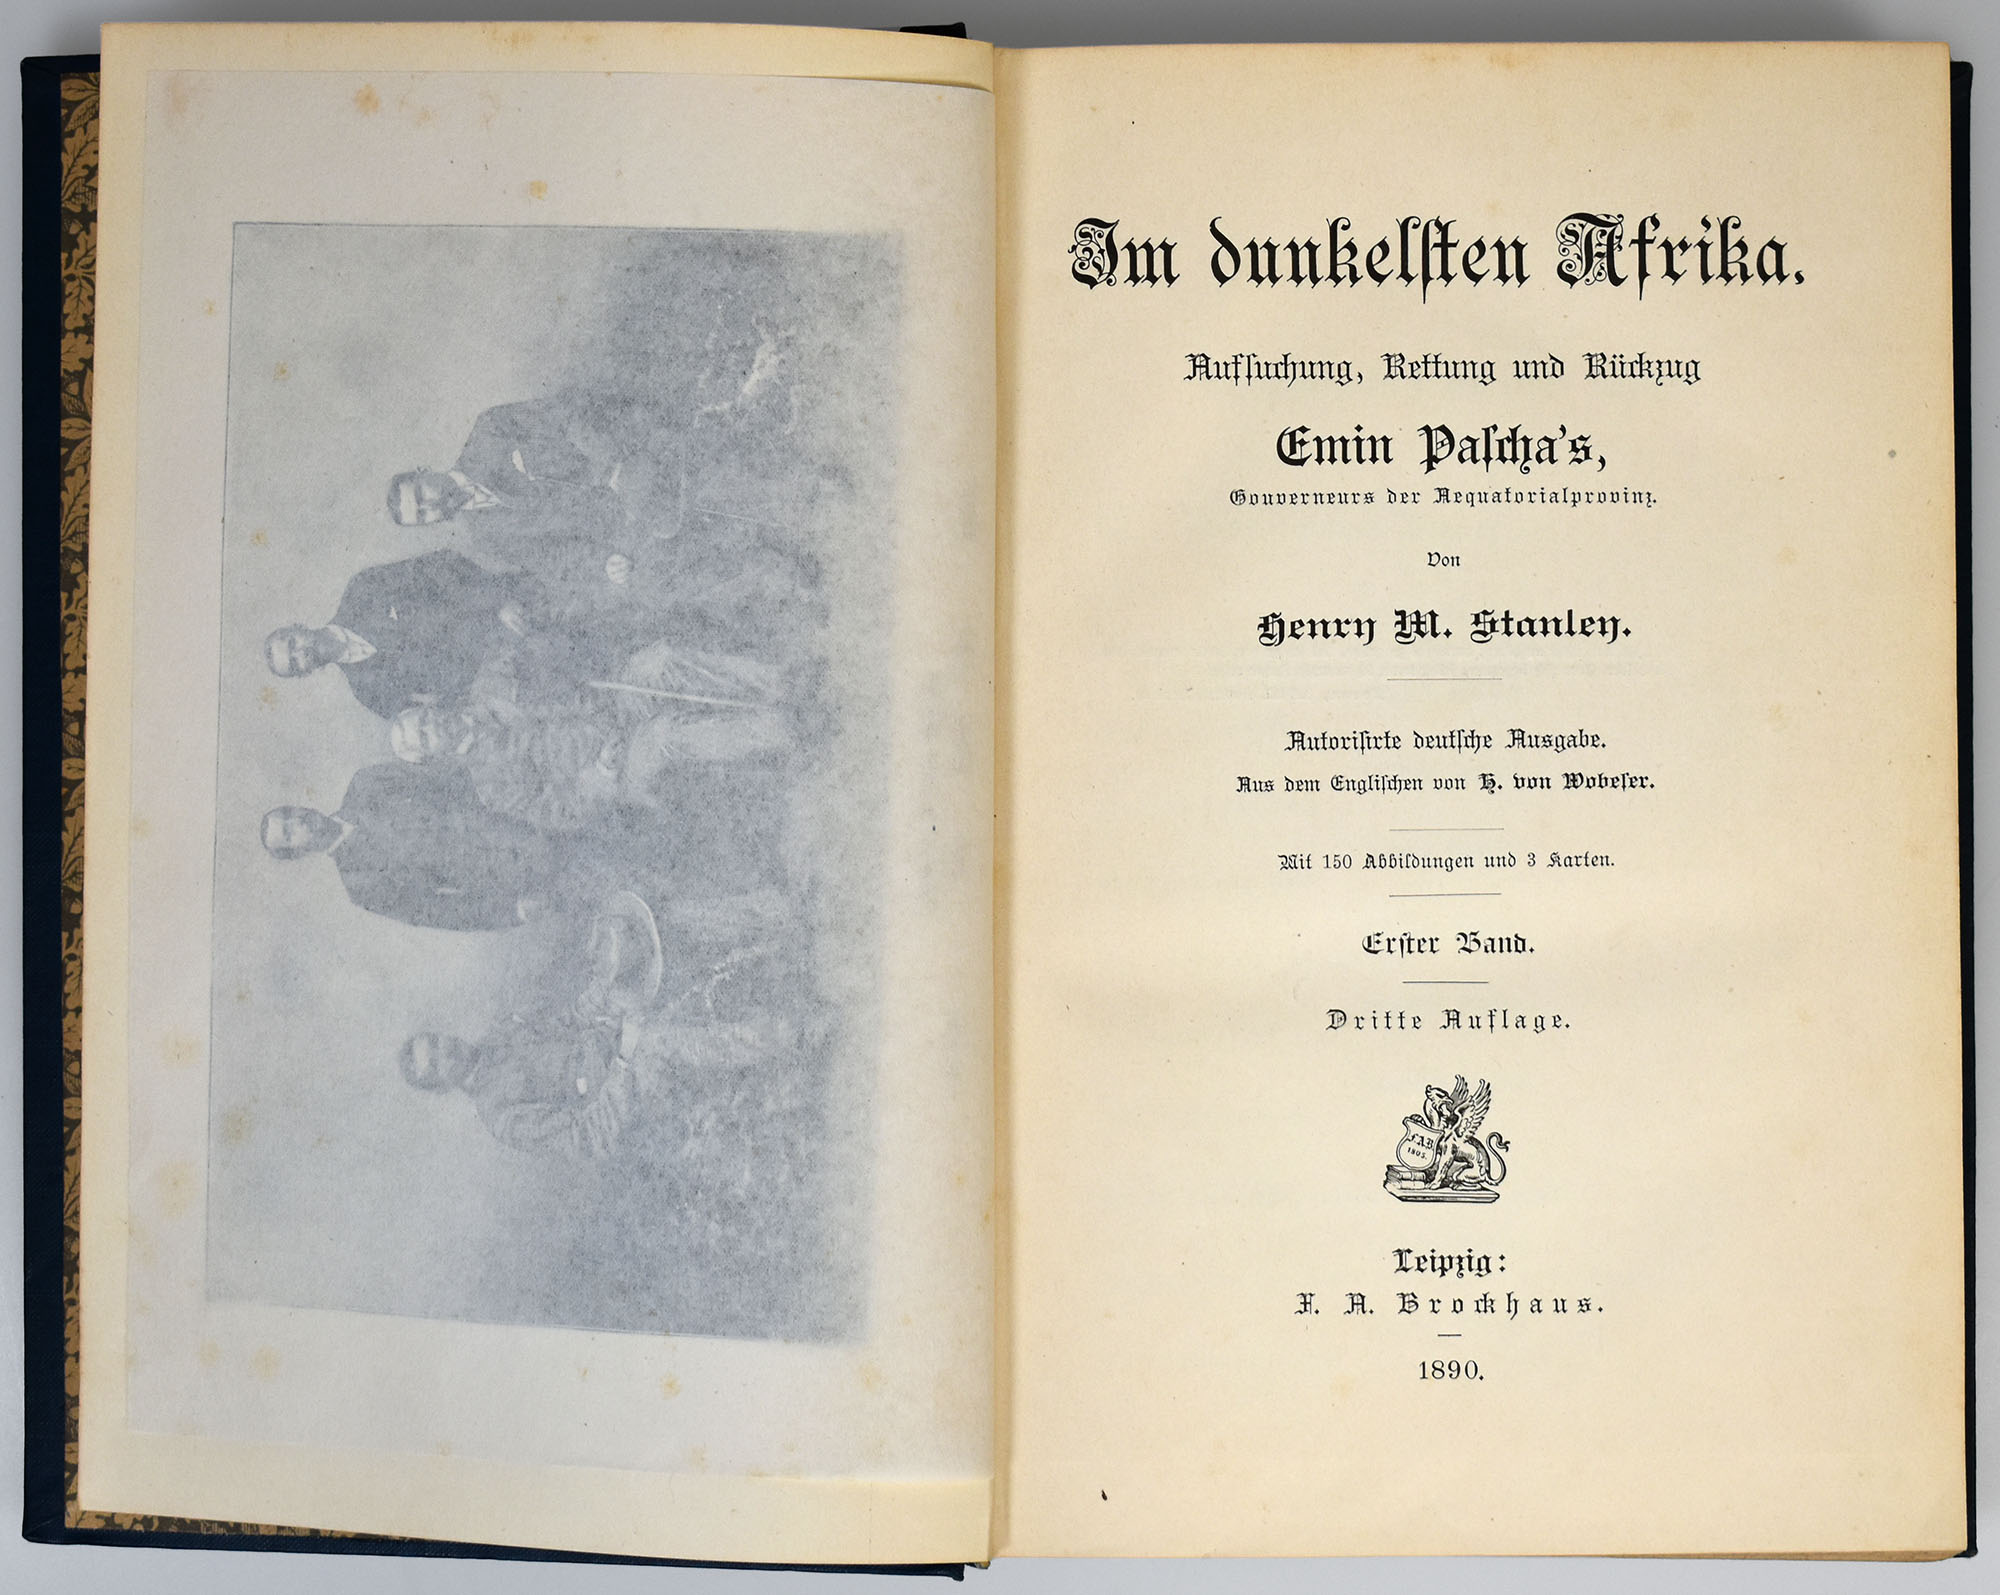 Im dunkelſten Afrika.
Aufſuchung, Rettung und Rückzug
Emin Paſcha's,
Gouverneurs der Aequatorialprovinz.
Von
Henry M. Stanley.
Autoriſirte deutſche Ausgabe.
Aus dem Engliſchen von H. von Wobeſer.
Mit 150 Abbildungen und 3 Karten.
Erſter Band.
Dritte Auflage.
F.A.B.
1805.
Leipzig:
F. A. Brockhaus.
1890.